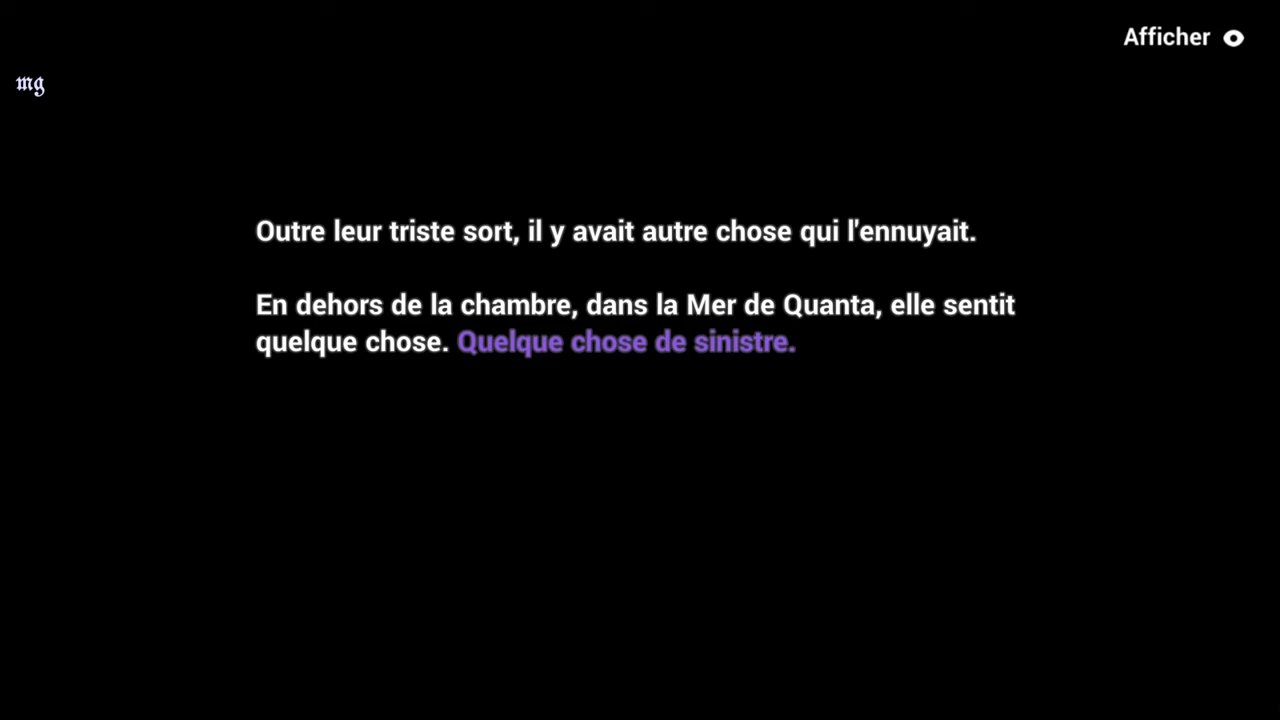 Afficher
mg
Outre leur triste sort, il y avait autre chose qui l'ennuyait.
En dehors de la chambre, dans la Mer de Quanta, elle sentit
quelque chose. Quelque chose de sinistre.